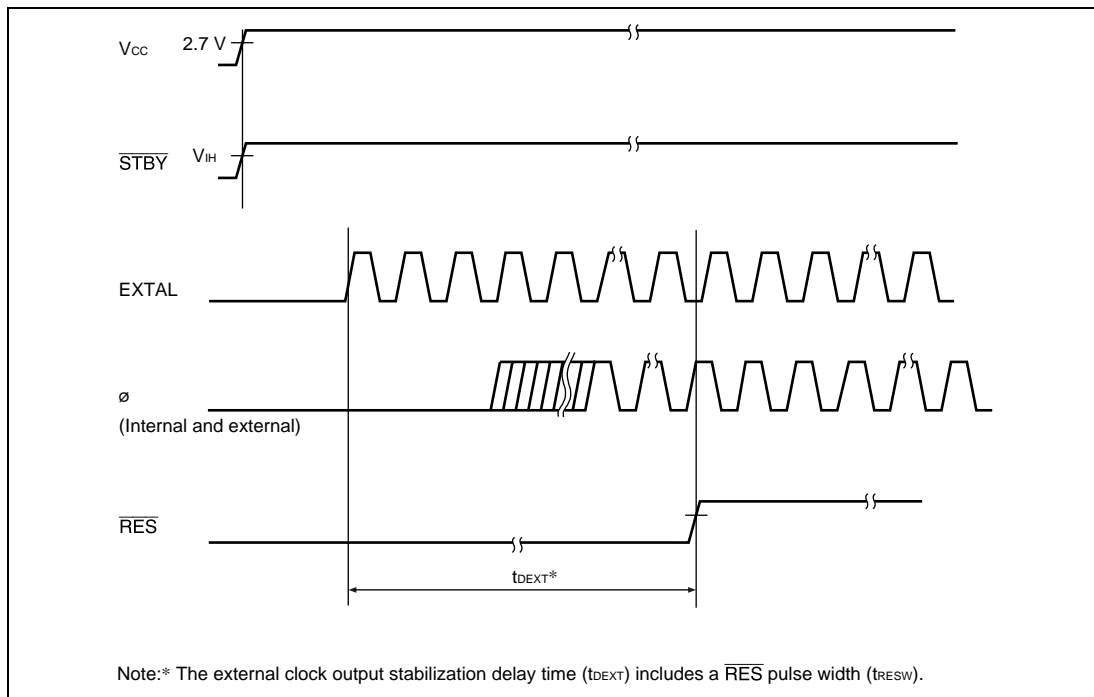 Vcc 2.7 V
STBY VIH
EXTAL
ø
(Internal and external)
RES
tDEXT*
Note:* The external clock output stabilization delay time (tDEXT) includes a RES pulse width (tRESW).